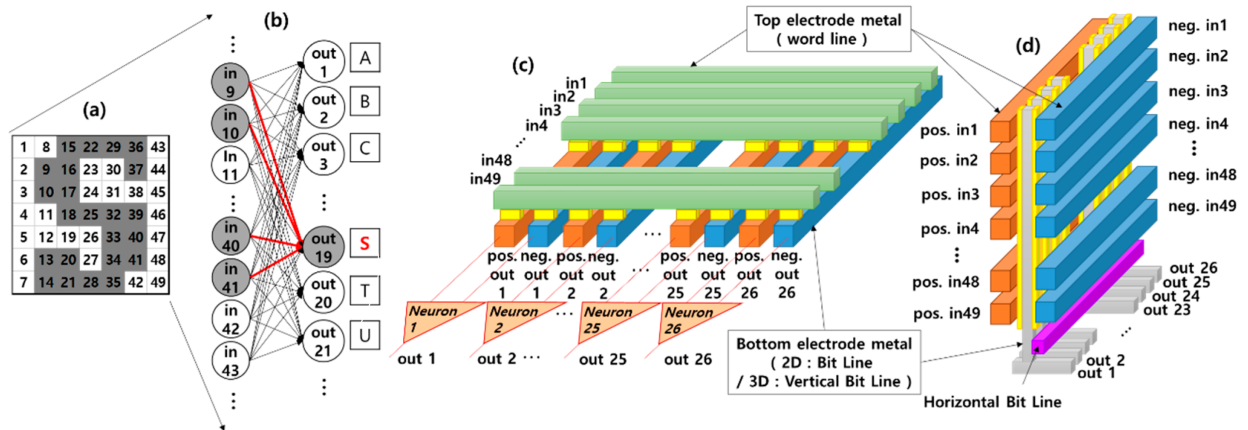 (a)
1 8 15 22 29 36 43
2 9 16 23 30 37 44
3 10 17 24 31 38 45
4 11 18 25 32 39 46
5 12 19 26 33 40 47
6 13 20 27 34 41 48
7 14 21 28 35 42 49
(b)
in
9
in
10
In
11
in
40
in
41
in
42
in
43
out
1
out
2
out
3
out
19
out
20
out
21
A
B
C
S
T
U
(c)
Top electrode metal
( word line )
in1
in2
in3
in4
...
in48
in49
pos. neg. pos. neg. ... pos. neg. pos. neg.
out out out out out out out out
1 1 2 2 25 25 26 26
Neuron
1
Neuron
2
Neuron
25
Neuron
26
out 1 out 2 ... out 25 out 26
Bottom electrode metal
( 2D : Bit Line
/ 3D : Vertical Bit Line )
(d)
pos. in1
pos. in2
pos. in3
pos. in4
pos. in48
pos. in49
neg. in1
neg. in2
neg. in3
neg. in4
neg. in48
neg. in49
out 26
out 25
out 24
out 23
...
out 2
out 1
Horizontal Bit Line